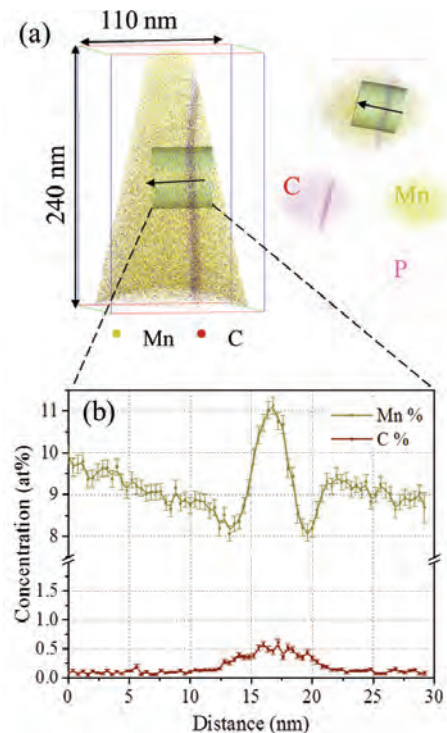 (a)
110 nm
240 nm
C
Mn
P
Mn
C
(b)
Mn %
C %
Concentration (at%)
11
10
9
8
1.5
1.0
0.5
0.0
0 5 10 15 20 25 30
Distance (nm)